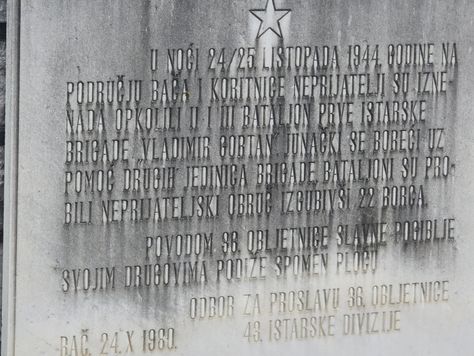 U NOĆI 24/25 LISTOPADA 1944. GODINE NA
PODRUČJU BAČA I KORITNICE NEPRIJATELJI SU IZNE-
NADA OPKOLILI U I III BATALJON PRVE ISTARSKE
BRIGADE „VLADIMIR GORTAN" JUNAČKI SE BOREĆI UZ
POMOĆ DRUGIH JEDINICA BRIGADE, BATALJONI SU PRO-
BILI NEPRIJATELJSKI OBRUČ IZGUBIVŠI 22 BORCA.
POVODOM 36. OBLJETNICE SLAVNE POGIBLJE
SVOJIM DRUGOVIMA PODIŽE SPOMEN PLOČU
ODBOR ZA PROSLAVU 36. OBLJETNICE
43. ISTARSKE DIVIZIJE
BAČ, 24. X 1980.